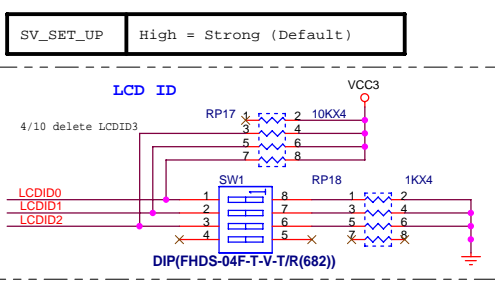 SV_SET_UP High = Strong (Default)
LCD ID
VCC3
RP17 1 2 10KX4
4/10 delete LCDID3 3 4
5 6
7 8
SW1 RP18 1KX4
LCDID0 1 8 1 2
LCDID1 2 7 3 4
LCDID2 3 6 5 6
4 5 7 8
DIP(FHDS-04F-T-V-T/R(682))